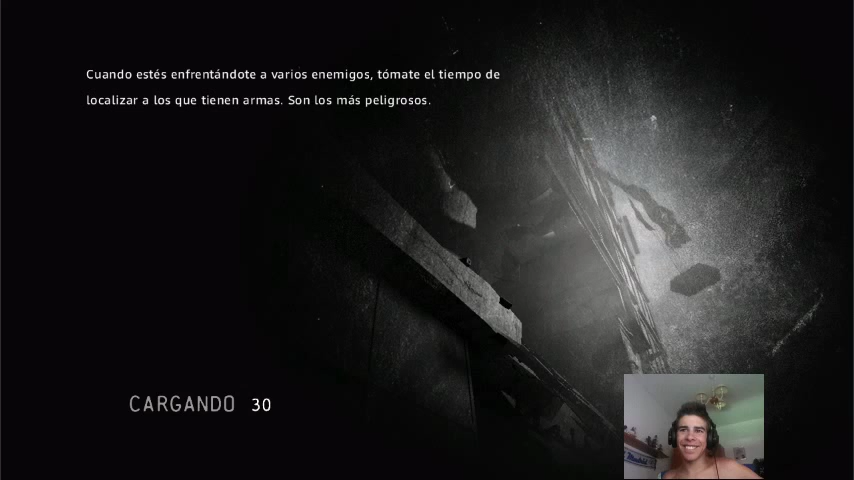 Cuando estés enfrentándote a varios enemigos, tómate el tiempo de
localizar a los que tienen armas. Son los más peligrosos.
CARGANDO 30
Madrid